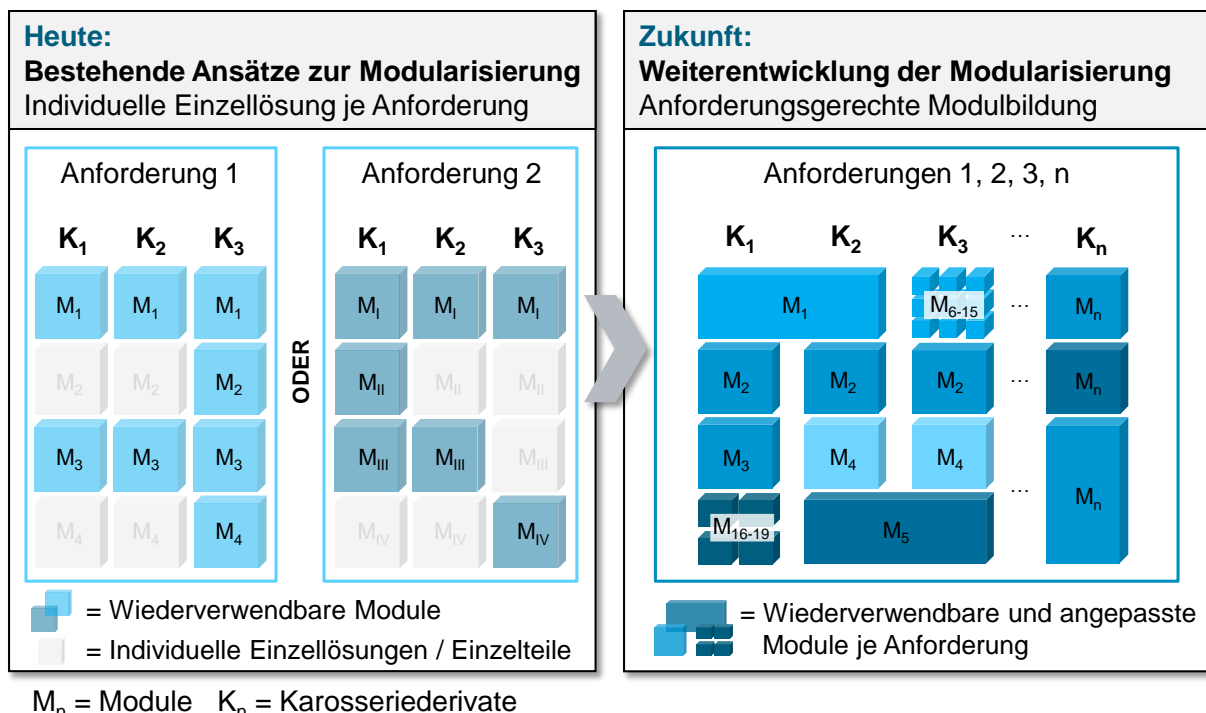 Heute:
Bestehende Ansätze zur Modularisierung
Individuelle Einzellösung je Anforderung
Anforderung 1
K1 K2 K3
M1 M1 M1
M2 M2 M2
M3 M3 M3
M4 M4 M4
ODER
Anforderung 2
K1 K2 K3
MI MI MI
MII MII MII
MIII MIII MIII
MIV MIV MIV
= Wiederverwendbare Module
= Individuelle Einzellösungen / Einzelteile
Zukunft:
Weiterentwicklung der Modularisierung
Anforderungsgerechte Modulbildung
Anforderungen 1, 2, 3, n
K1 K2 K3 ... Kn
M1 M6-15 ... Mn
M2 M2 M2 ... Mn
M3 M4 M4
... Mn
M16-19 M5
= Wiederverwendbare und angepasste
Module je Anforderung
Mn = Module Kn = Karosseriederivate